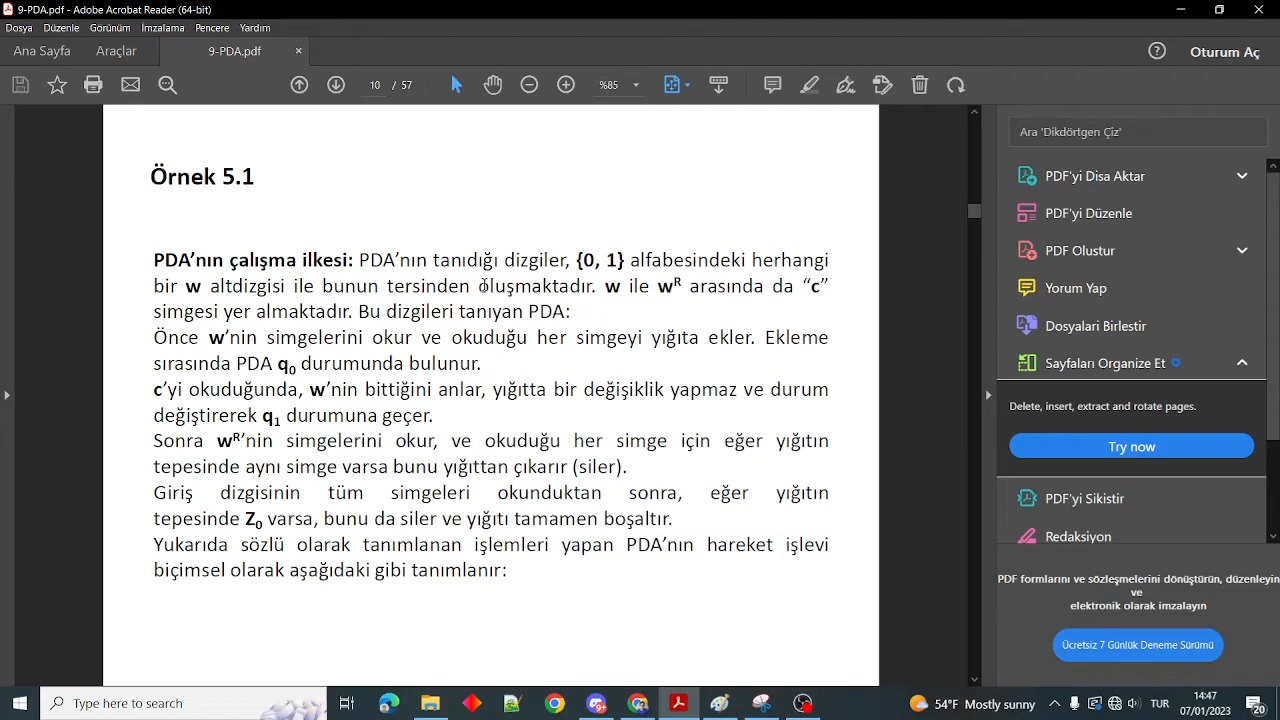 9-PDA.pdf - Adobe Acrobat Reader (64-bit)
Dosya Düzenle Görünüm Imzalama Pencere Yardım
Ana Sayfa Araçlar 9-PDA.pdf × Oturum Aç
10 / 57 %85
Örnek 5.1
PDA’nın çalışma ilkesi: PDA’nın tanıdığı dizgiler, {0, 1} alfabesindeki herhangi
bir w altdizgisi ile bunun tersinden oluşmaktadır. w ile wᴿ arasında da “c”
simgesi yer almaktadır. Bu dizgileri tanıyan PDA:
Önce w’nin simgelerini okur ve okuduğu her simgeyi yığıta ekler. Ekleme
sırasında PDA q₀ durumunda bulunur.
c’yi okuduğunda, w’nin bittiğini anlar, yığıtta bir değişiklik yapmaz ve durum
değiştirerek q₁ durumuna geçer.
Sonra wᴿ’nin simgelerini okur, ve okuduğu her simge için eğer yığıtın
tepesinde aynı simge varsa bunu yığıttan çıkarır (siler).
Giriş dizgisinin tüm simgeleri okunduktan sonra, eğer yığıtın
tepesinde Z₀ varsa, bunu da siler ve yığıtı tamamen boşaltır.
Yukarıda sözlü olarak tanımlanan işlemleri yapan PDA’nın hareket işlevi
biçimsel olarak aşağıdaki gibi tanımlanır:
Ara 'Dikdörtgen Çiz'
PDF'yi Disa Aktar
PDF'yi Düzenle
PDF Olustur
Yorum Yap
Dosyalari Birlestir
Sayfaları Organize Et
Delete, insert, extract and rotate pages.
Try now
PDF'yi Sikistir
Redaksiyon
PDF formlarını ve sözleşmelerini dönüştürün, düzenleyin
ve
elektronik olarak imzalayın
Ücretsiz 7 Günlük Deneme Sürümü
Type here to search
54°F Mostly sunny
TUR
14:47
07/01/2023
20